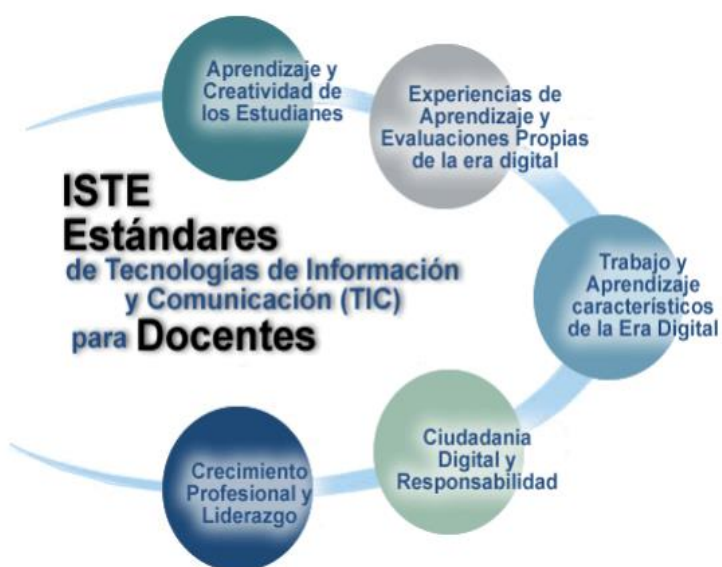 Aprendizaje y
Creatividad de
los Estudianes
Experiencias de
Aprendizaje y
Evaluaciones Propias
de la era digital
ISTE
Estándares
de Tecnologías de Información
y Comunicación (TIC)
para Docentes
Trabajo y
Aprendizaje
característicos
de la Era Digital
Ciudadania
Digital y
Responsabilidad
Crecimiento
Profesional y
Liderazgo